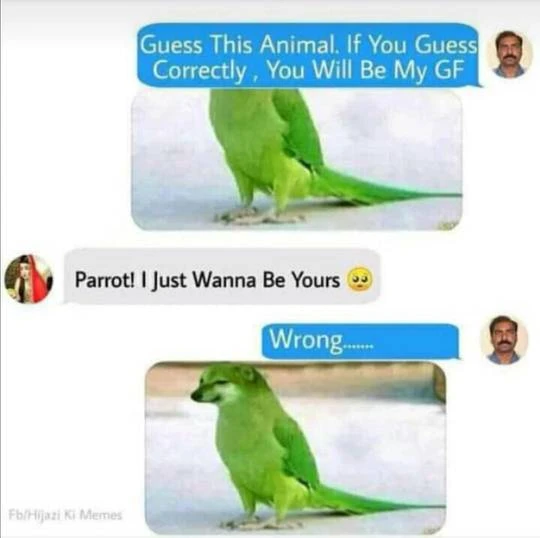 Guess This Animal. If You Guess
Correctly , You Will Be My GF
Parrot! I Just Wanna Be Yours 🥺
Wrong.......
Fb/Hijazi Ki Memes